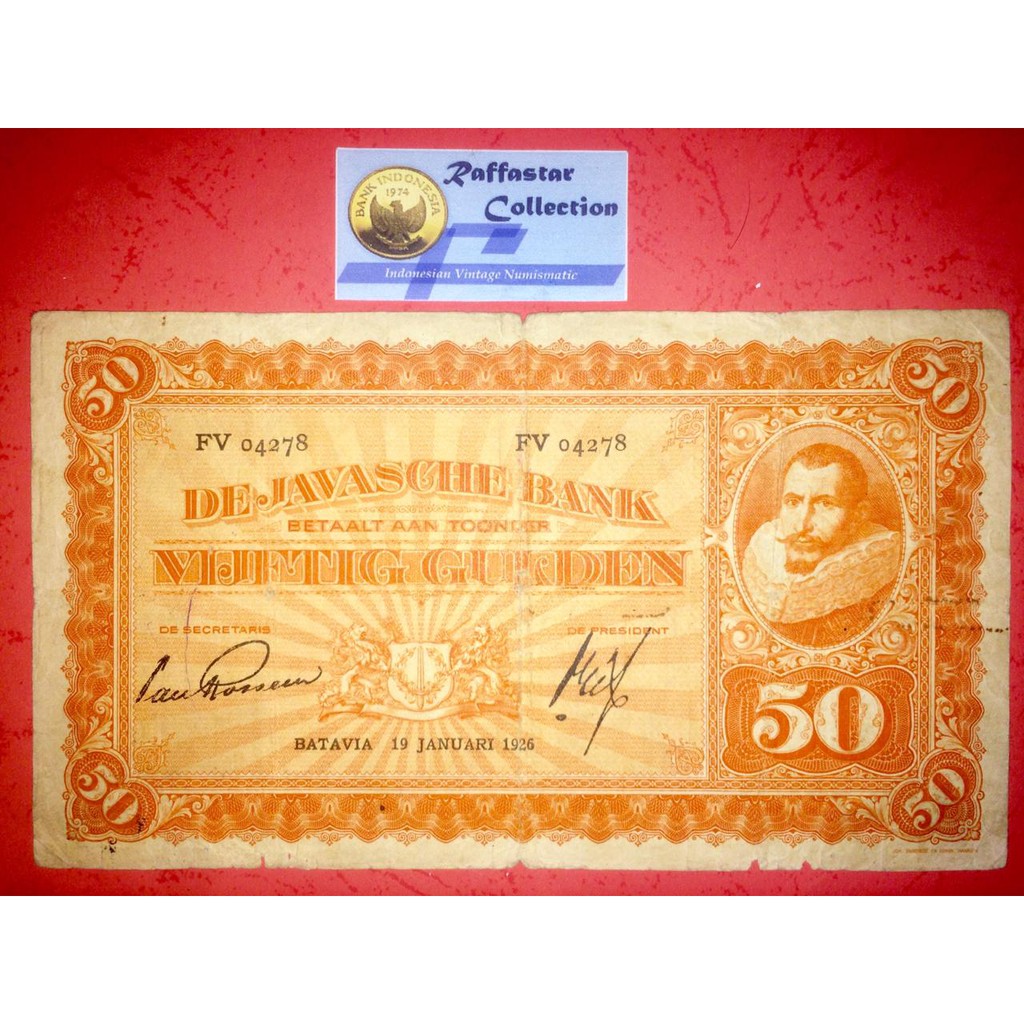 BANK INDONESIA
1974
Raffastar
Collection
Indonesian Vintage Numismatic
50
50
FV 04278
FV 04278
DE JAVASCHE BANK
BETAALT AAN TOONDER
VIJFTIG GULDEN
DE SECRETARIS
DE PRESIDENT
BATAVIA 19 JANUARI 1926
50
50
50